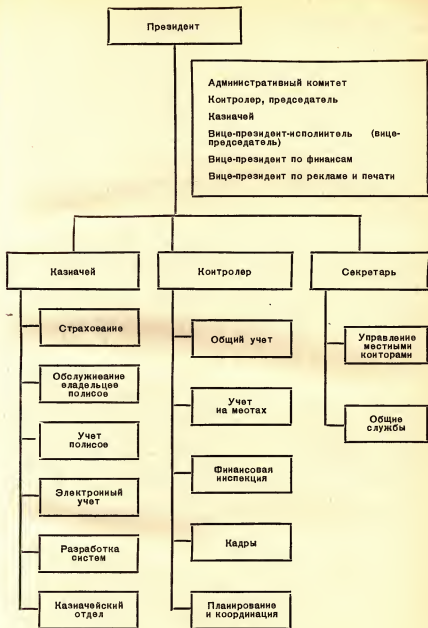 Президент
Административный комитет
Контролер, председатель
Казначей
Вице-президент-исполнитель (вице-
председатель)
Вице-президент по финансам
Вице-президент по рекламе и печати
Казначей
Контролер
Секретарь
Страхование
Обслуживание
владельцев
полисов
Учет
полисов
Электронный
учет
Разработка
систем
Казначейский
отдел
Общий учет
Учет
на местах
Финансовая
инспекция
Кадры
Планирование
и координация
Управление
местными
конторами
Общие
службы